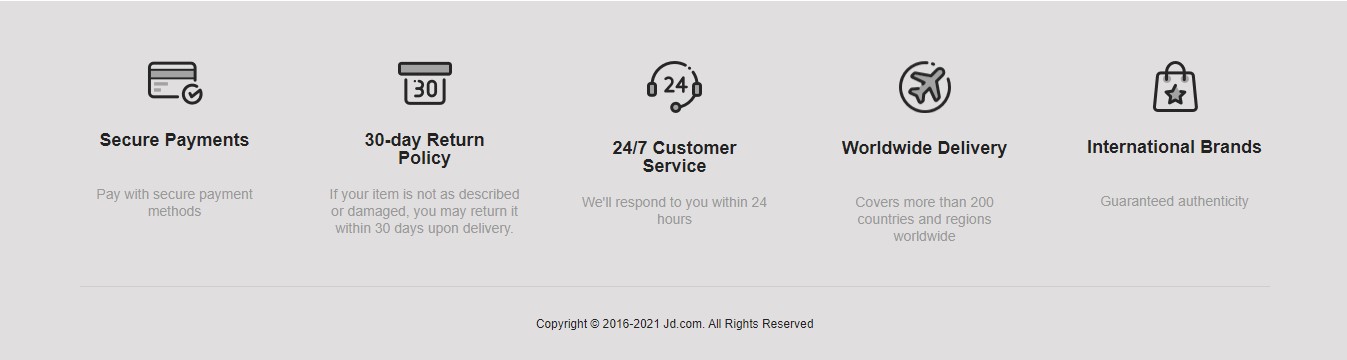 30
24
Secure Payments
Pay with secure payment
methods
30-day Return
Policy
If your item is not as described
or damaged, you may return it
within 30 days upon delivery.
24/7 Customer
Service
We'll respond to you within 24
hours
Worldwide Delivery
Covers more than 200
countries and regions
worldwide
International Brands
Guaranteed authenticity
Copyright © 2016-2021 Jd.com. All Rights Reserved